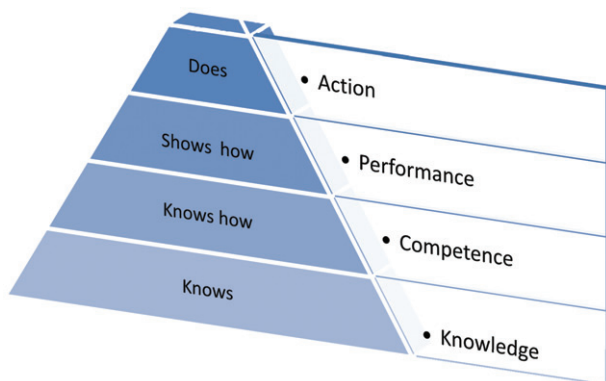 Does
• Action
Shows how
• Performance
Knows how
• Competence
Knows
• Knowledge